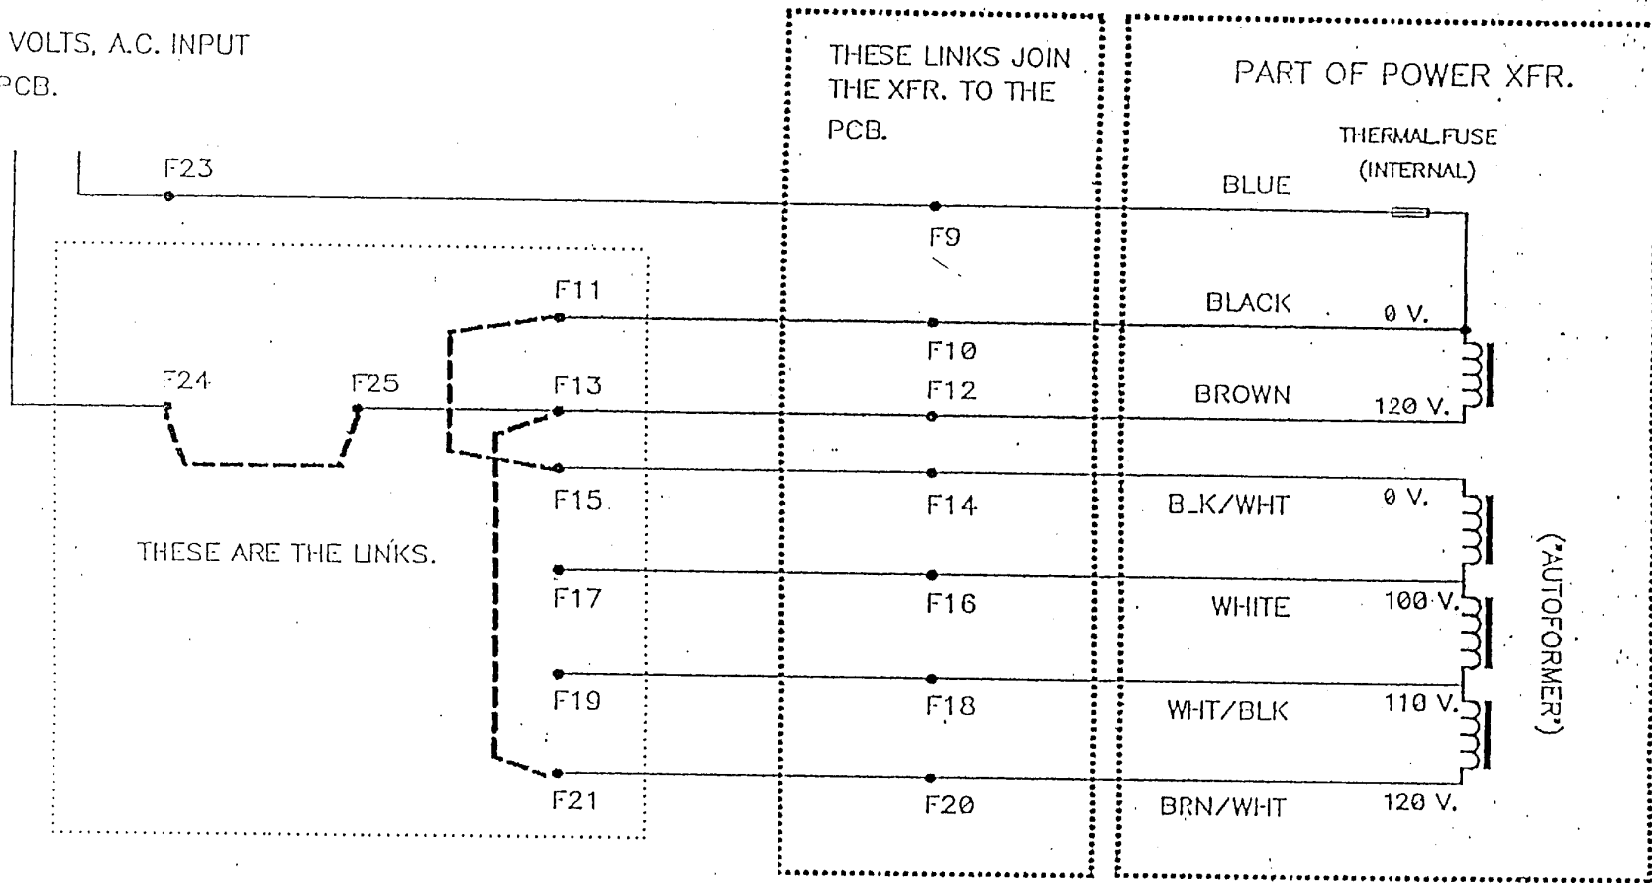 VOLTS, A.C. INPUT
PCB.
THESE LINKS JOIN
THE XFR. TO THE
PCB.
PART OF POWER XFR.
THERMAL.FUSE
(INTERNAL)
F23
BLUE
F9
F11
BLACK
0 V.
F10
F24
F25
F13
F12
BROWN
120 V.
F15
F14
BLK/WHT
0 V.
THESE ARE THE LINKS.
F17
F16
WHITE
100 V.
F19
F18
WHT/BLK
110 V.
F21
F20
BRN/WHT
120 V.
("AUTOFORMER")